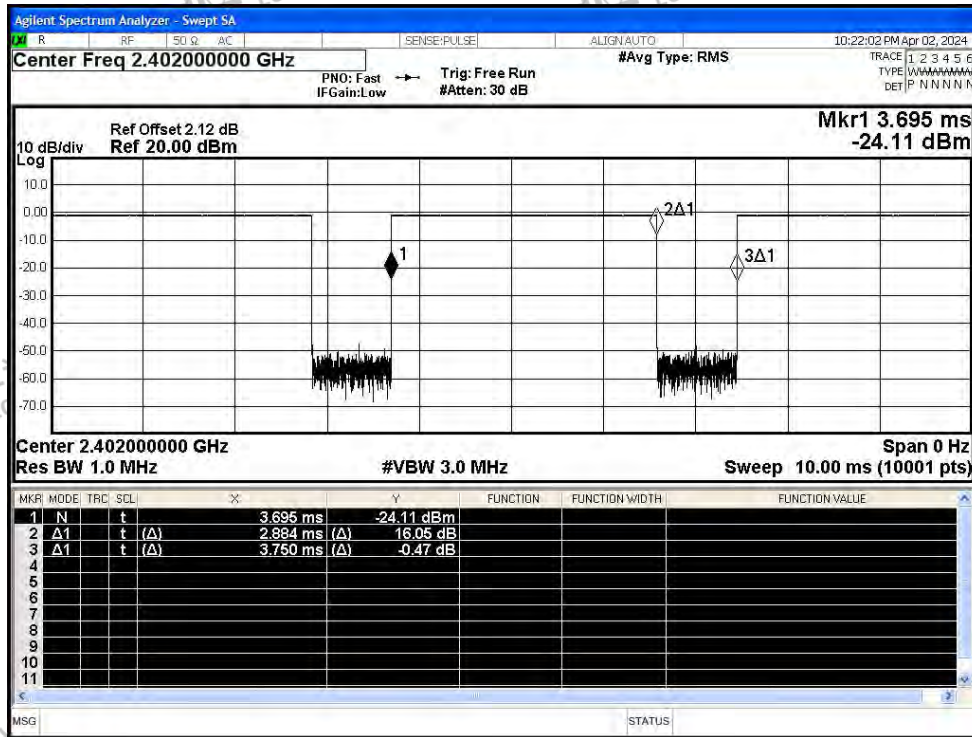 Agilent Spectrum Analyzer - Swept SA
LXI R RF 50 Ω AC SENSE:PULSE ALIGN AUTO 10:22:02 PM Apr 02, 2024
Center Freq 2.402000000 GHz
PNO: Fast
IFGain:Low
Trig: Free Run
#Atten: 30 dB
#Avg Type: RMS
TRACE 1 2 3 4 5 6
TYPE WWWWWW
DET P N N N N N
Mkr1 3.695 ms
-24.11 dBm
Ref Offset 2.12 dB
10 dB/div Ref 20.00 dBm
Log
10.0
0.00
-10.0
-20.0
-30.0
-40.0
-50.0
-60.0
-70.0
2Δ1
1
3Δ1
Center 2.402000000 GHz Span 0 Hz
Res BW 1.0 MHz #VBW 3.0 MHz Sweep 10.00 ms (10001 pts)
MKR MODE TRC SCL X Y FUNCTION FUNCTION WIDTH FUNCTION VALUE
1 N t 3.695 ms -24.11 dBm
2 Δ1 t (Δ) 2.884 ms (Δ) 16.05 dB
3 Δ1 t (Δ) 3.750 ms (Δ) -0.47 dB
4
5
6
7
8
9
10
11
MSG STATUS